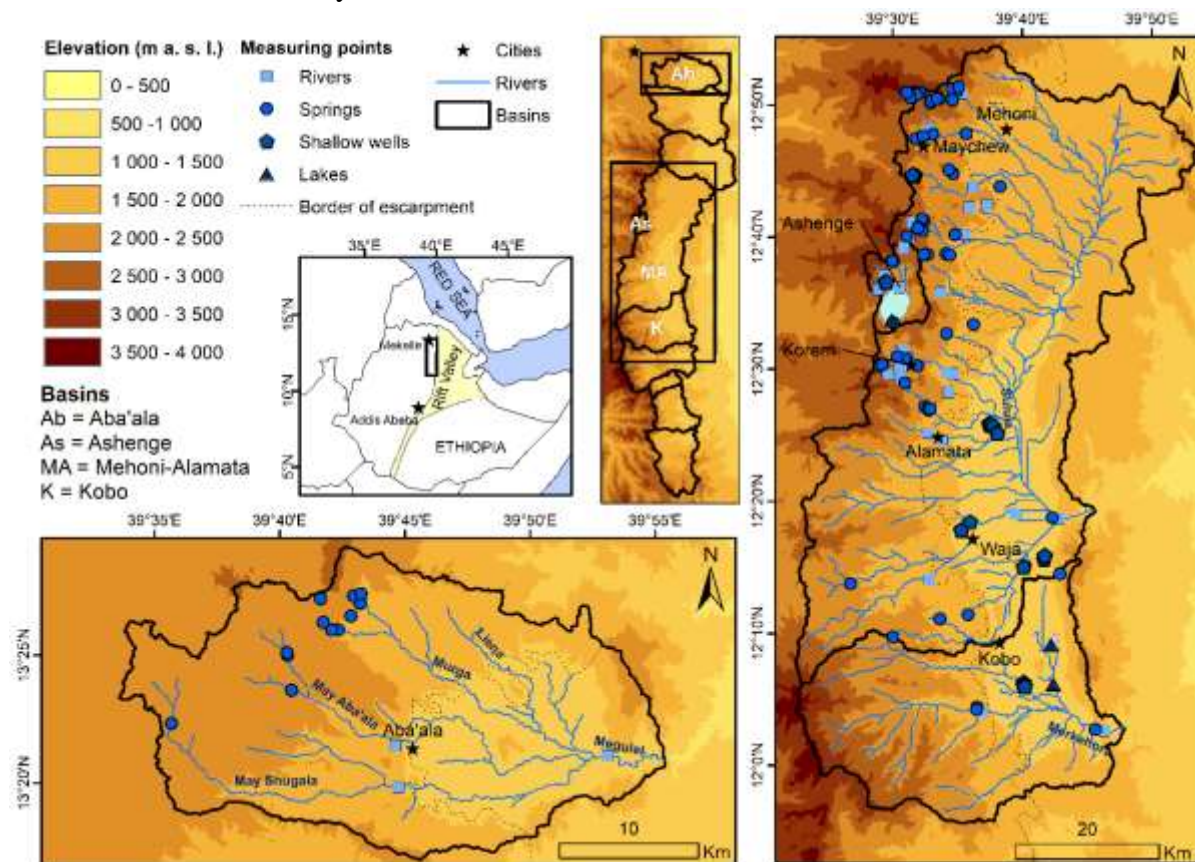 Elevation (m a. s. l.)
0 - 500
500 -1 000
1 000 - 1 500
1 500 - 2 000
2 000 - 2 500
2 500 - 3 000
3 000 - 3 500
3 500 - 4 000
Measuring points
Rivers
Springs
Shallow wells
Lakes
Border of escarpment
Cities
Rivers
Basins
Basins
Ab = Aba'ala
As = Ashenge
MA = Mehoni-Alamata
K = Kobo
35°E 40°E 45°E
15°N
10°N
5°N
RED SEA
Mekelle
Rift Valley
Addis Ababa
ETHIOPIA
Ab
As
MA
K
39°30'E 39°40'E 39°50'E
12°50'N
12°40'N
12°30'N
12°20'N
12°10'N
12°0'N
N
Mehoni
Maychew
Ashenge
Korem
Alamata
Waja
Kobo
20
Km
39°35'E 39°40'E 39°45'E 39°50'E 39°55'E
13°25'N
13°20'N
N
Murga
May Aba'ala
Aba'ala
May Shugala
10
Km